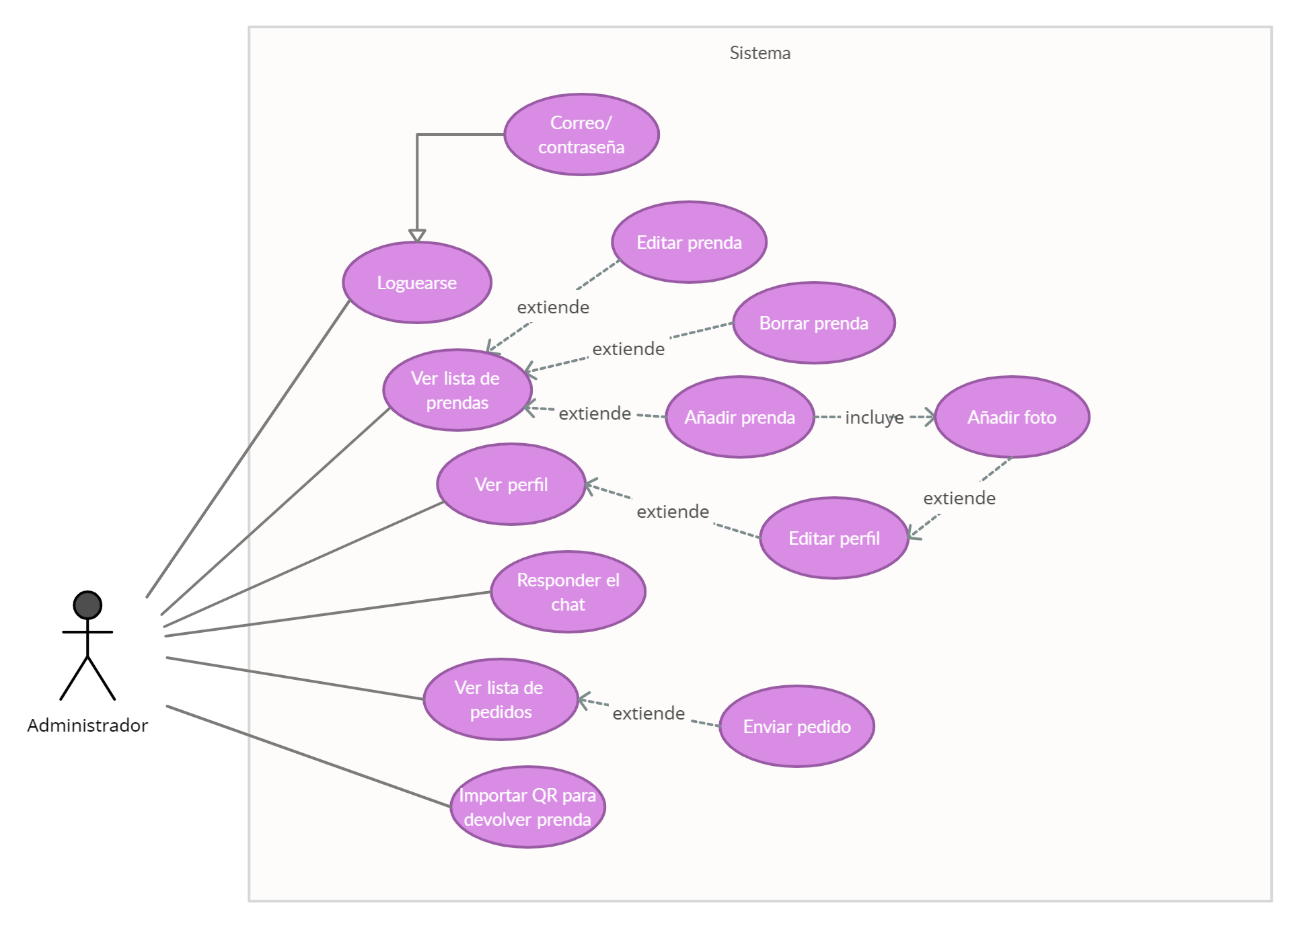 Sistema
Correo/
contraseña
Editar prenda
Loguearse
extiende
Borrar prenda
extiende
Ver lista de
prendas
extiende
Añadir prenda
incluye
Añadir foto
Ver perfil
extiende
extiende
Editar perfil
Responder el
chat
Ver lista de
pedidos
extiende
Enviar pedido
Administrador
Importar QR para
devolver prenda